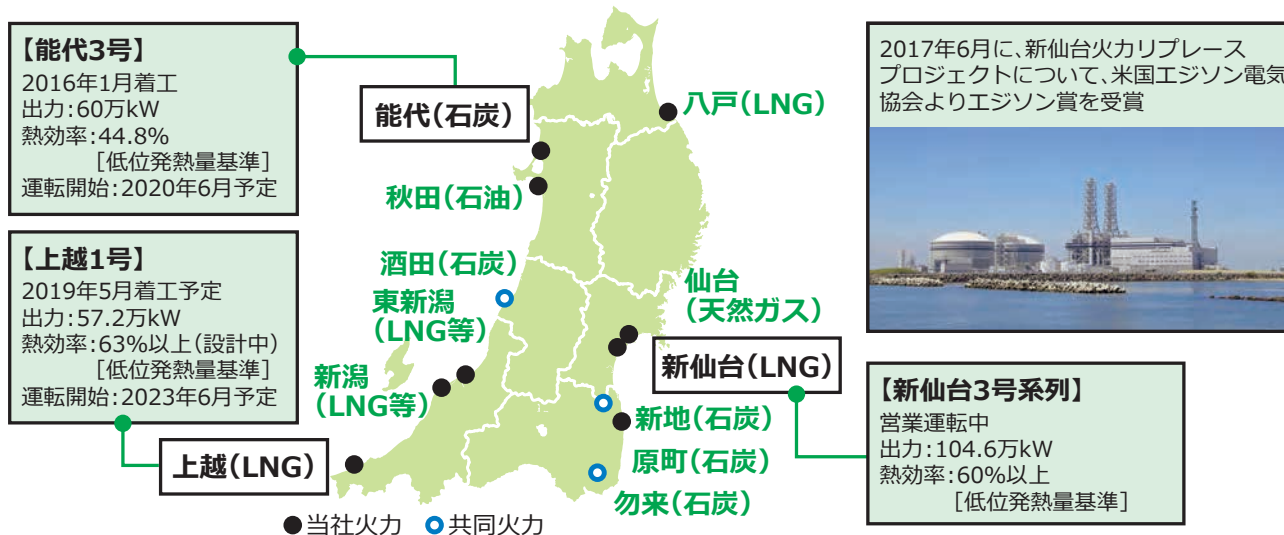 【能代3号】
2016年1月着工
出力:60万kW
熱効率:44.8%
[低位発熱量基準]
運転開始:2020年6月予定
【上越1号】
2019年5月着工予定
出力:57.2万kW
熱効率:63%以上(設計中)
[低位発熱量基準]
運転開始:2023年6月予定
能代(石炭)
八戸(LNG)
秋田(石油)
酒田(石炭)
東新潟
(LNG等)
新潟
(LNG等)
上越(LNG)
仙台
(天然ガス)
新仙台(LNG)
新地(石炭)
原町(石炭)
勿来(石炭)
●当社火力
共同火力
2017年6月に、新仙台火力リプレース
プロジェクトについて、米国エジソン電気
協会よりエジソン賞を受賞
【新仙台3号系列】
営業運転中
出力:104.6万kW
熱効率:60%以上
[低位発熱量基準]